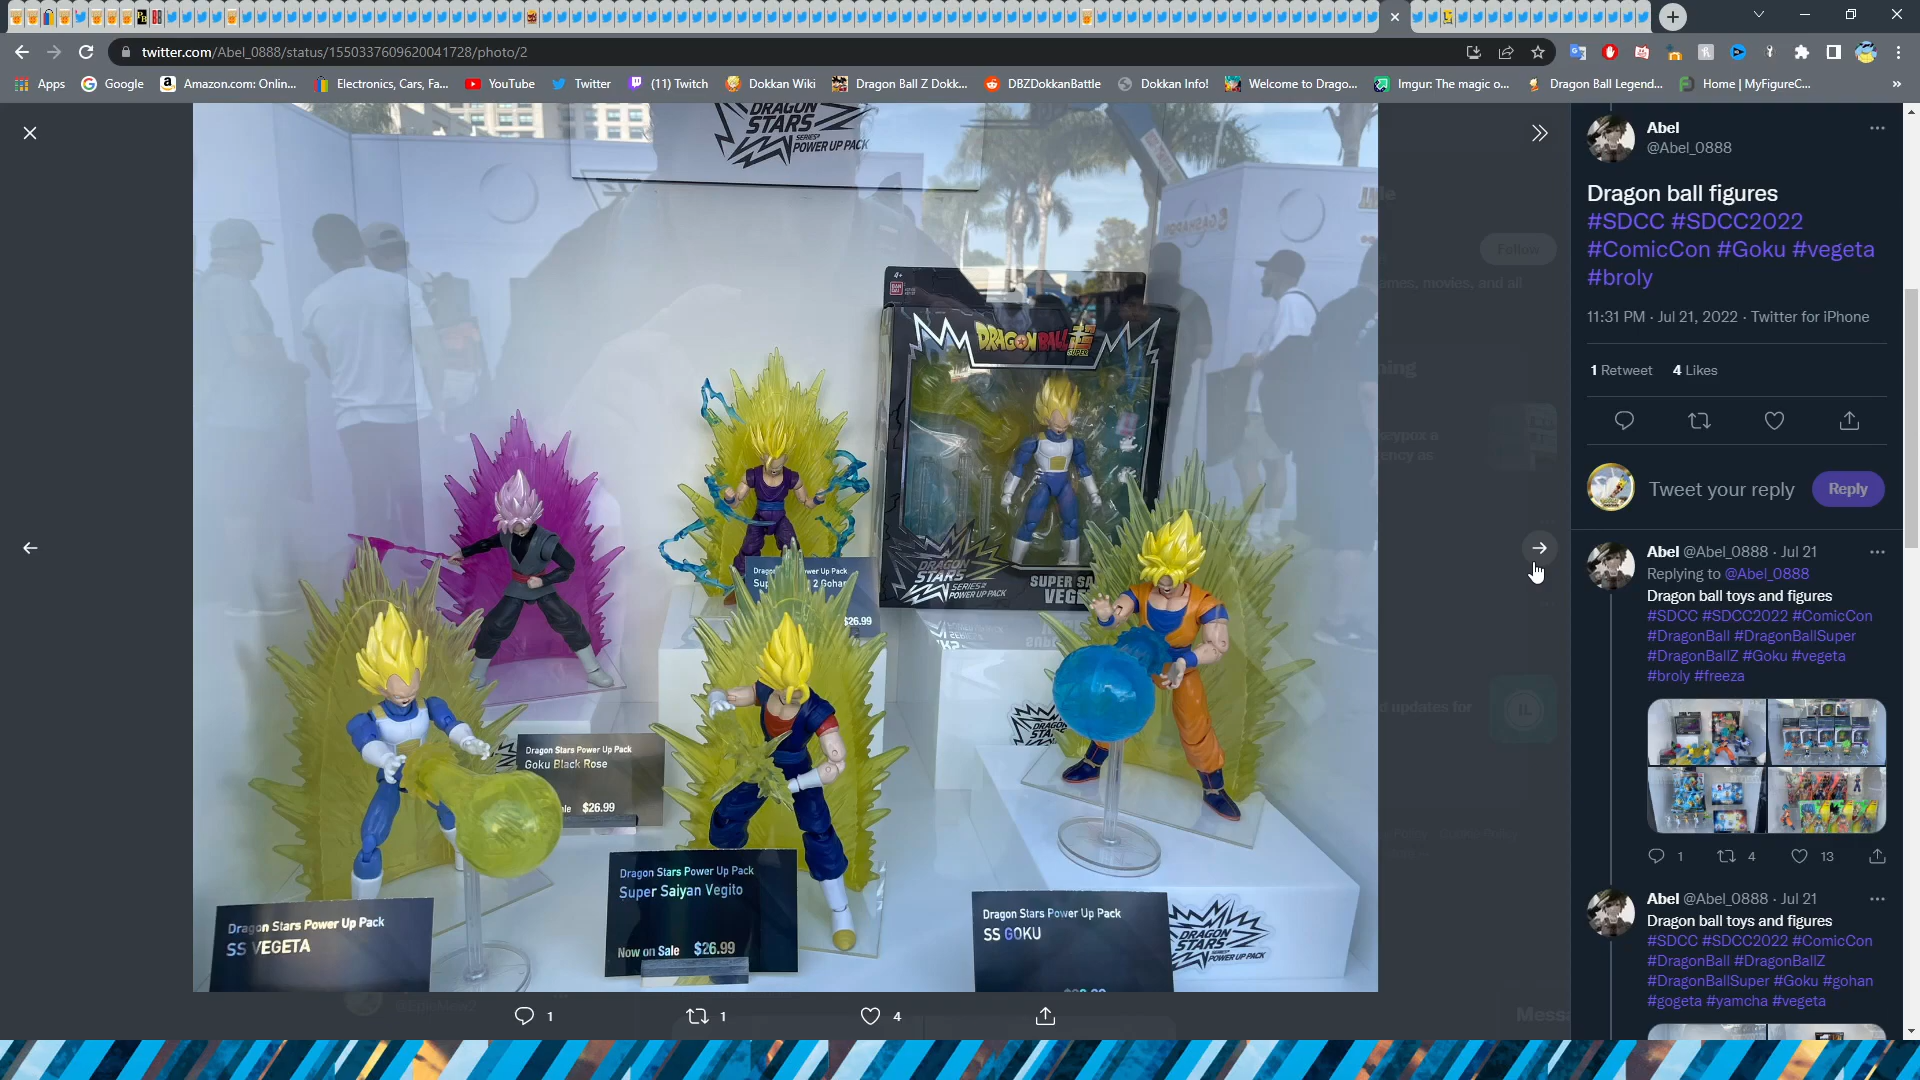 twitter.com/Abel_0888/status/1550337609620041728/photo/2
Apps
Google
Amazon.com: Onlin...
Electronics, Cars, Fa...
YouTube
Twitter
(11) Twitch
Dokkan Wiki
Dragon Ball Z Dokk...
DBZDokkanBattle
Dokkan Info!
Welcome to Drago...
Imgur: The magic o...
Dragon Ball Legend...
Home | MyFigureC...
»
DRAGON
STARS
SERIES
POWER UP PACK
4+
DRAGON BALL
SUPER
DRAGON
STARS
SERIES
POWER UP PACK
SUPER SA
VEGE
$26.99
Dragon Stars Power Up Pack
Goku Black Rose
$26.99
Dragon Stars Power Up Pack
Super Saiyan Vegito
Now on Sale $26.99
Dragon Stars Power Up Pack
SS VEGETA
Dragon Stars Power Up Pack
SS GOKU
DRAGON
STARS
SERIES
POWER UP PACK
1
1
4
Follow
Abel
@Abel_0888
Dragon ball figures
#SDCC #SDCC2022
#ComicCon #Goku #vegeta
#broly
11:31 PM · Jul 21, 2022 · Twitter for iPhone
1 Retweet 4 Likes
Tweet your reply
Reply
Abel @Abel_0888 · Jul 21
Replying to @Abel_0888
Dragon ball toys and figures
#SDCC #SDCC2022 #ComicCon
#DragonBall #DragonBallSuper
#DragonBallZ #Goku #vegeta
#broly #freeza
1 4 13
Abel @Abel_0888 · Jul 21
Dragon ball toys and figures
#SDCC #SDCC2022 #ComicCon
#DragonBall #DragonBallZ
#DragonBallSuper #Goku #gohan
#gogeta #yamcha #vegeta